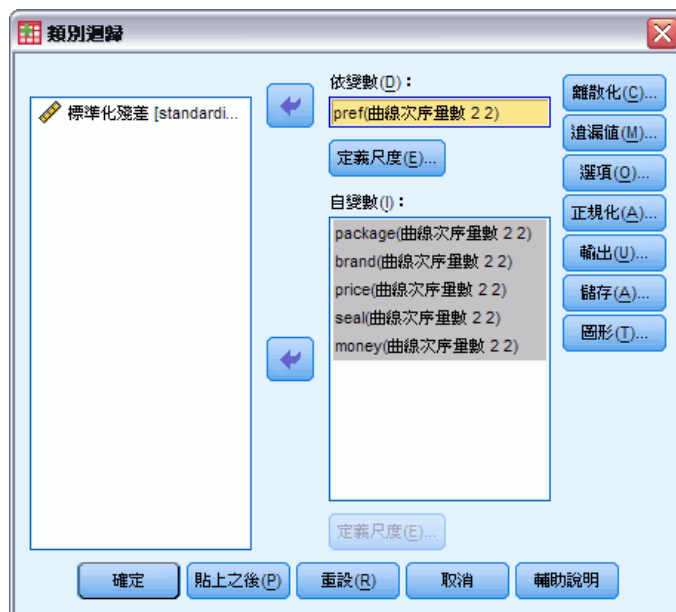 類別迴歸
標準化殘差 [standardi...
依變數(D)：
pref(曲線次序量數 2 2)
定義尺度(E)...
自變數(I)：
package(曲線次序量數 2 2)
brand(曲線次序量數 2 2)
price(曲線次序量數 2 2)
seal(曲線次序量數 2 2)
money(曲線次序量數 2 2)
定義尺度(E)...
離散化(C)...
遺漏值(M)...
選項(O)...
正規化(A)...
輸出(U)...
儲存(A)...
圖形(T)...
確定
貼上之後(P)
重設(R)
取消
輔助說明